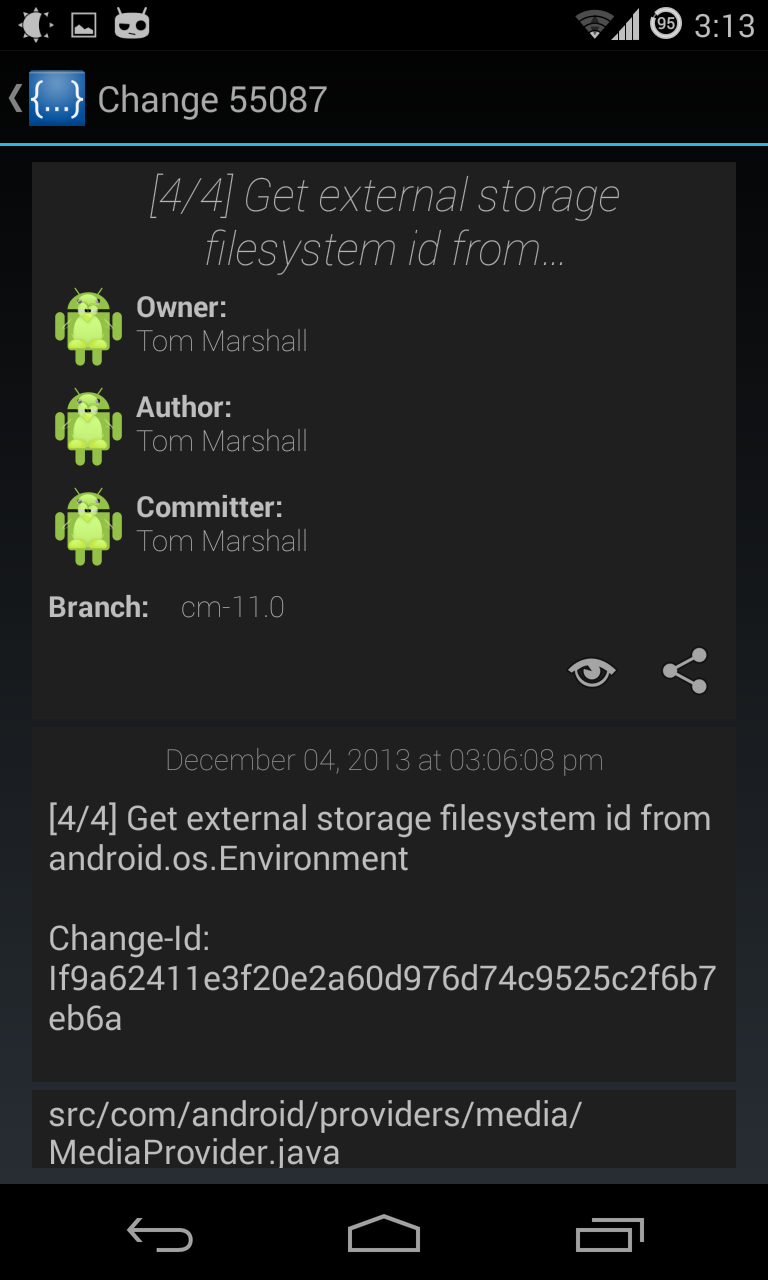 95 3:13
{...} Change 55087
[4/4] Get external storage
filesystem id from...
Owner:
Tom Marshall
Author:
Tom Marshall
Committer:
Tom Marshall
Branch: cm-11.0
December 04, 2013 at 03:06:08 pm
[4/4] Get external storage filesystem id from
android.os.Environment
Change-Id:
If9a62411e3f20e2a60d976d74c9525c2f6b7
eb6a
src/com/android/providers/media/
MediaProvider.java